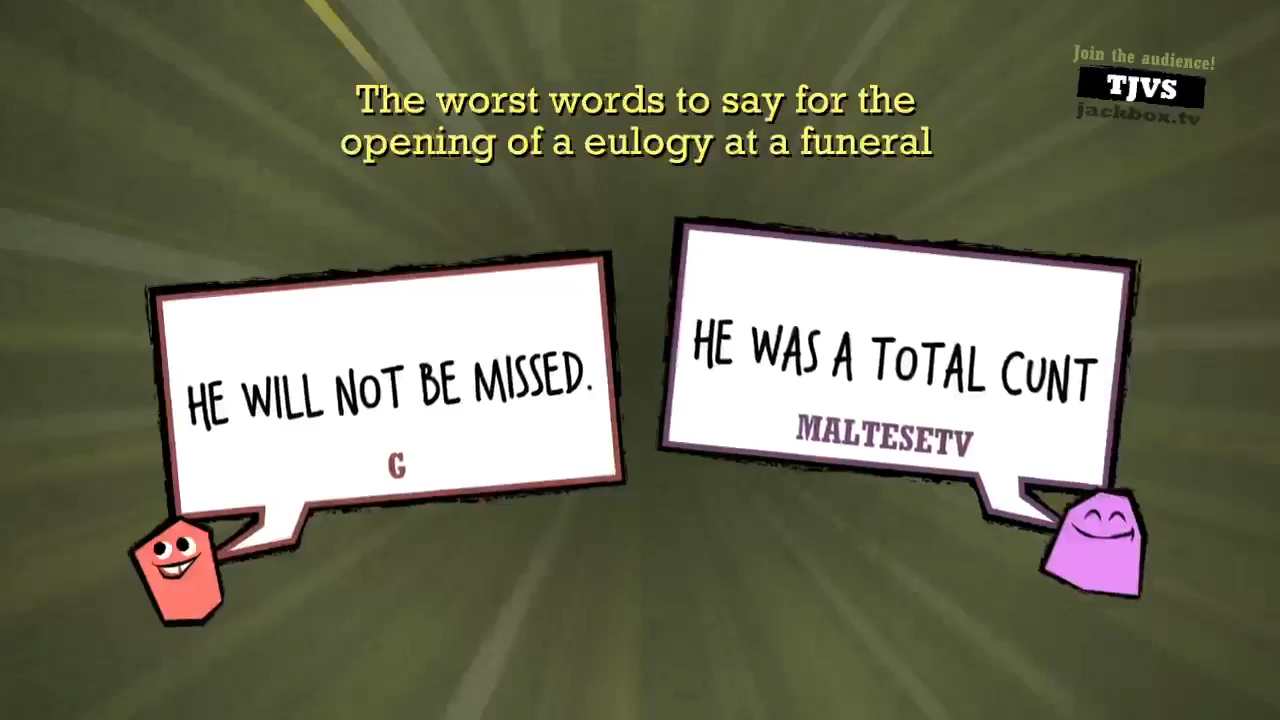 Join the audience!
TJVS
jackbox.tv
The worst words to say for the
opening of a eulogy at a funeral
HE WILL NOT BE MISSED.
G
HE WAS A TOTAL CUNT
MALTESETV